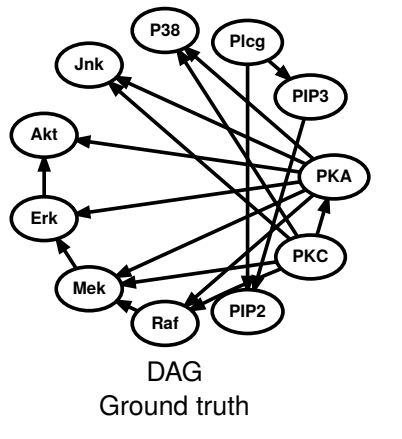 P38
Plcg
Jnk
PIP3
Akt
PKA
Erk
PKC
Mek
PIP2
Raf
DAG
Ground truth